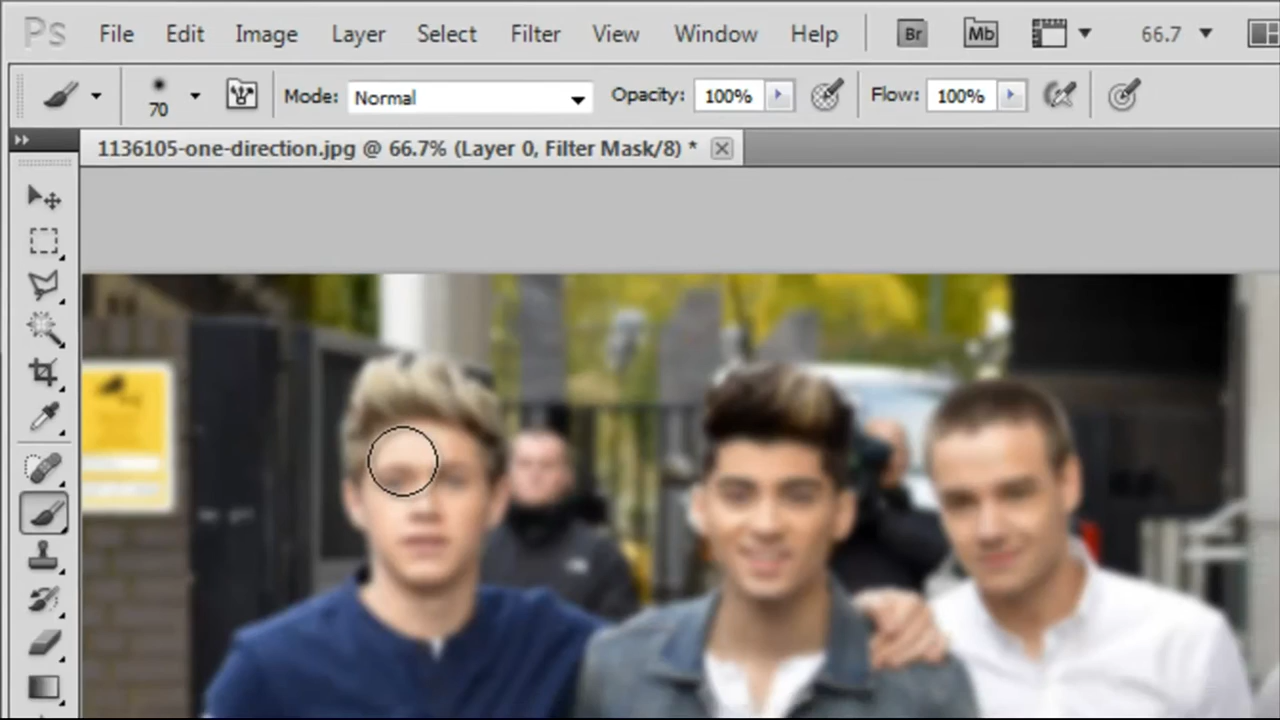 Ps File Edit Image Layer Select Filter View Window Help Br Mb 66.7
70 Mode: Normal Opacity: 100% Flow: 100%
1136105-one-direction.jpg @ 66.7% (Layer 0, Filter Mask/8) *